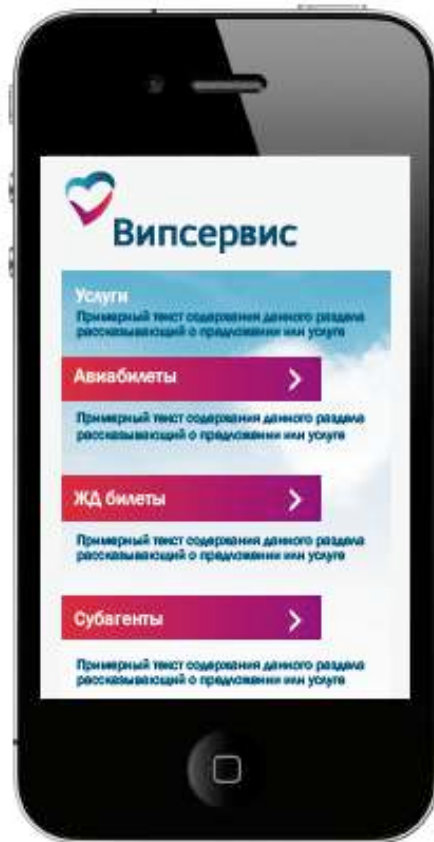 Випсервис
Услуги
Примерный текст содержания данного раздела
рассказывающий о предложении или услуге
Авиабилеты
Примерный текст содержания данного раздела
рассказывающий о предложении или услуге
ЖД билеты
Примерный текст содержания данного раздела
рассказывающий о предложении или услуге
Субагенты
Примерный текст содержания данного раздела
рассказывающий о предложении или услуге